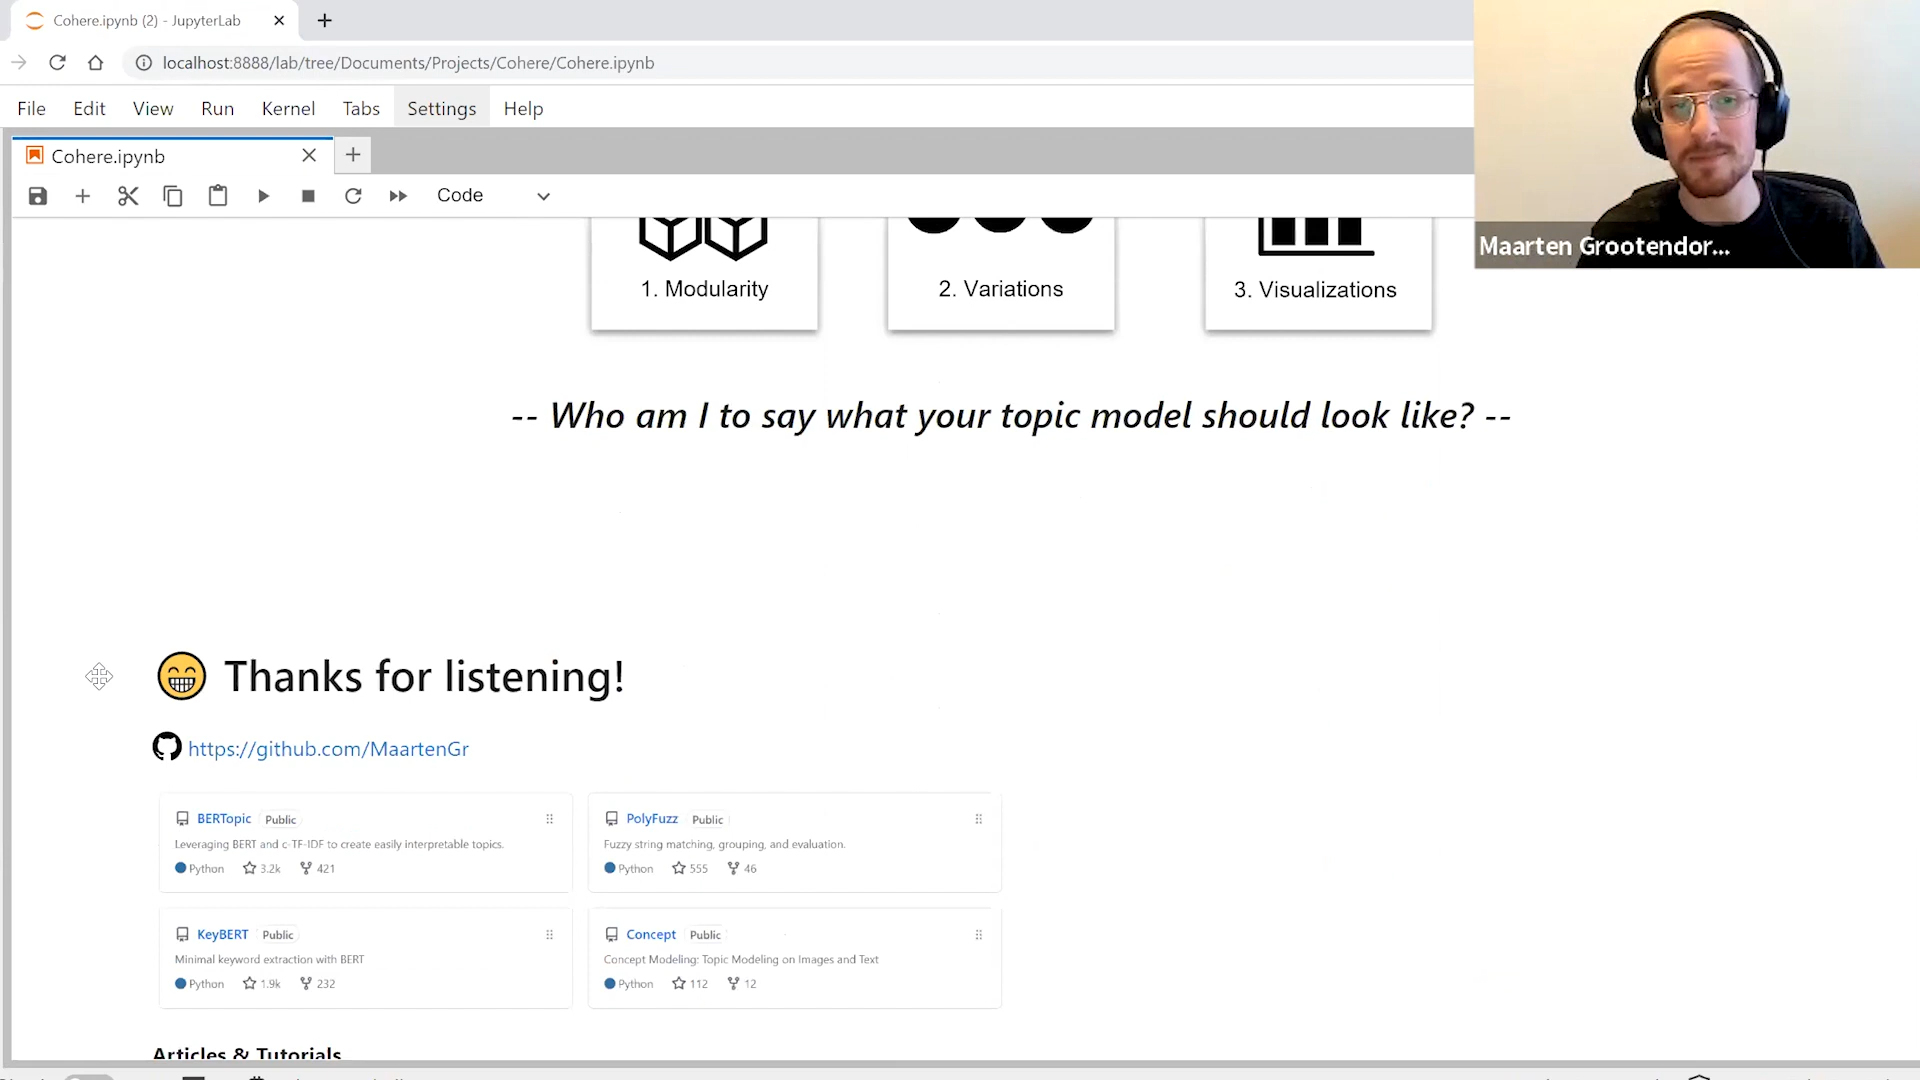 Cohere.ipynb (2) - JupyterLab
localhost:8888/lab/tree/Documents/Projects/Cohere/Cohere.ipynb
File Edit View Run Kernel Tabs Settings Help
Cohere.ipynb
Code
Maarten Grootendor...
1. Modularity
2. Variations
3. Visualizations
-- Who am I to say what your topic model should look like? --
Thanks for listening!
https://github.com/MaartenGr
BERTopic Public
Leveraging BERT and c-TF-IDF to create easily interpretable topics.
Python 3.2k 421
PolyFuzz Public
Fuzzy string matching, grouping, and evaluation.
Python 555 46
KeyBERT Public
Minimal keyword extraction with BERT
Python 1.9k 232
Concept Public
Concept Modeling: Topic Modeling on Images and Text
Python 112 12
Articles & Tutorials